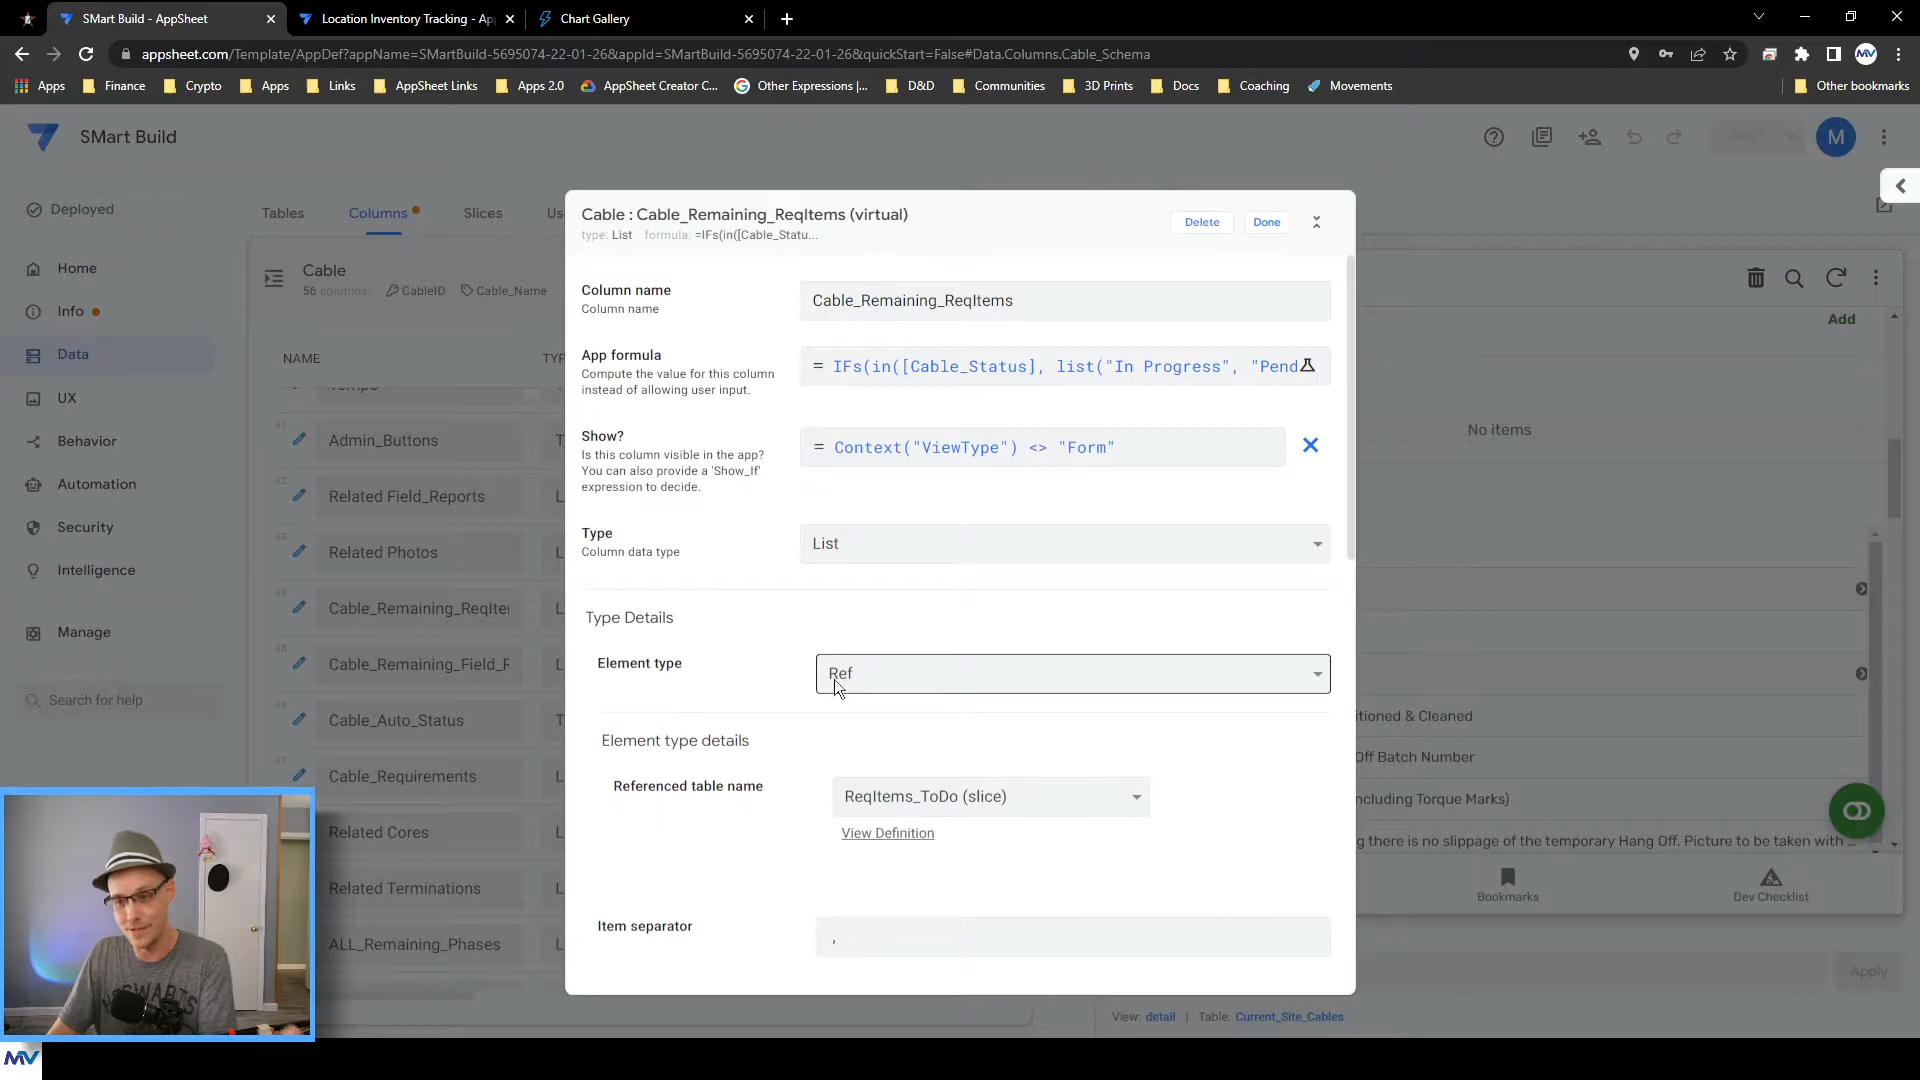 SMart Build - AppSheet
Location Inventory Tracking - Ap
Chart Gallery
appsheet.com/Template/AppDef?appName=SMartBuild-5695074-22-01-26&appId=SMartBuild-5695074-22-01-26&quickStart=False#Data.Columns.Cable_Schema
Apps Finance Crypto Apps Links AppSheet Links Apps 2.0 AppSheet Creator C... Other Expressions |... D&D Communities 3D Prints Docs Coaching Movements Other bookmarks
SMart Build
M
Deployed
Tables Columns Slices Us
Home
Info
Data
UX
Behavior
Automation
Security
Intelligence
Manage
Search for help
Cable
56 columns: CableID Cable_Name
NAME TYP
Admin_Buttons
Related Field_Reports
Related Photos
Cable_Remaining_ReqIte
Cable_Remaining_Field_F
Cable_Auto_Status
Cable_Requirements
Related Cores
Related Terminations
ALL_Remaining_Phases
Cable : Cable_Remaining_ReqItems (virtual)
type: List formula: =IFs(in([Cable_Statu...
Delete
Done
Column name
Column name
Cable_Remaining_ReqItems
App formula
Compute the value for this column
instead of allowing user input.
= IFs(in([Cable_Status], list("In Progress", "Pend
Show?
Is this column visible in the app?
You can also provide a 'Show_If'
expression to decide.
= Context("ViewType") <> "Form"
Type
Column data type
List
Type Details
Element type
Ref
Element type details
Referenced table name
ReqItems_ToDo (slice)
View Definition
Item separator
,
Add
No items
itioned & Cleaned
Off Batch Number
ncluding Torque Marks)
g there is no slippage of the temporary Hang Off. Picture to be taken with ...
Bookmarks
Dev Checklist
Apply
View: detail | Table: Current_Site_Cables
HOGWARTS
MV